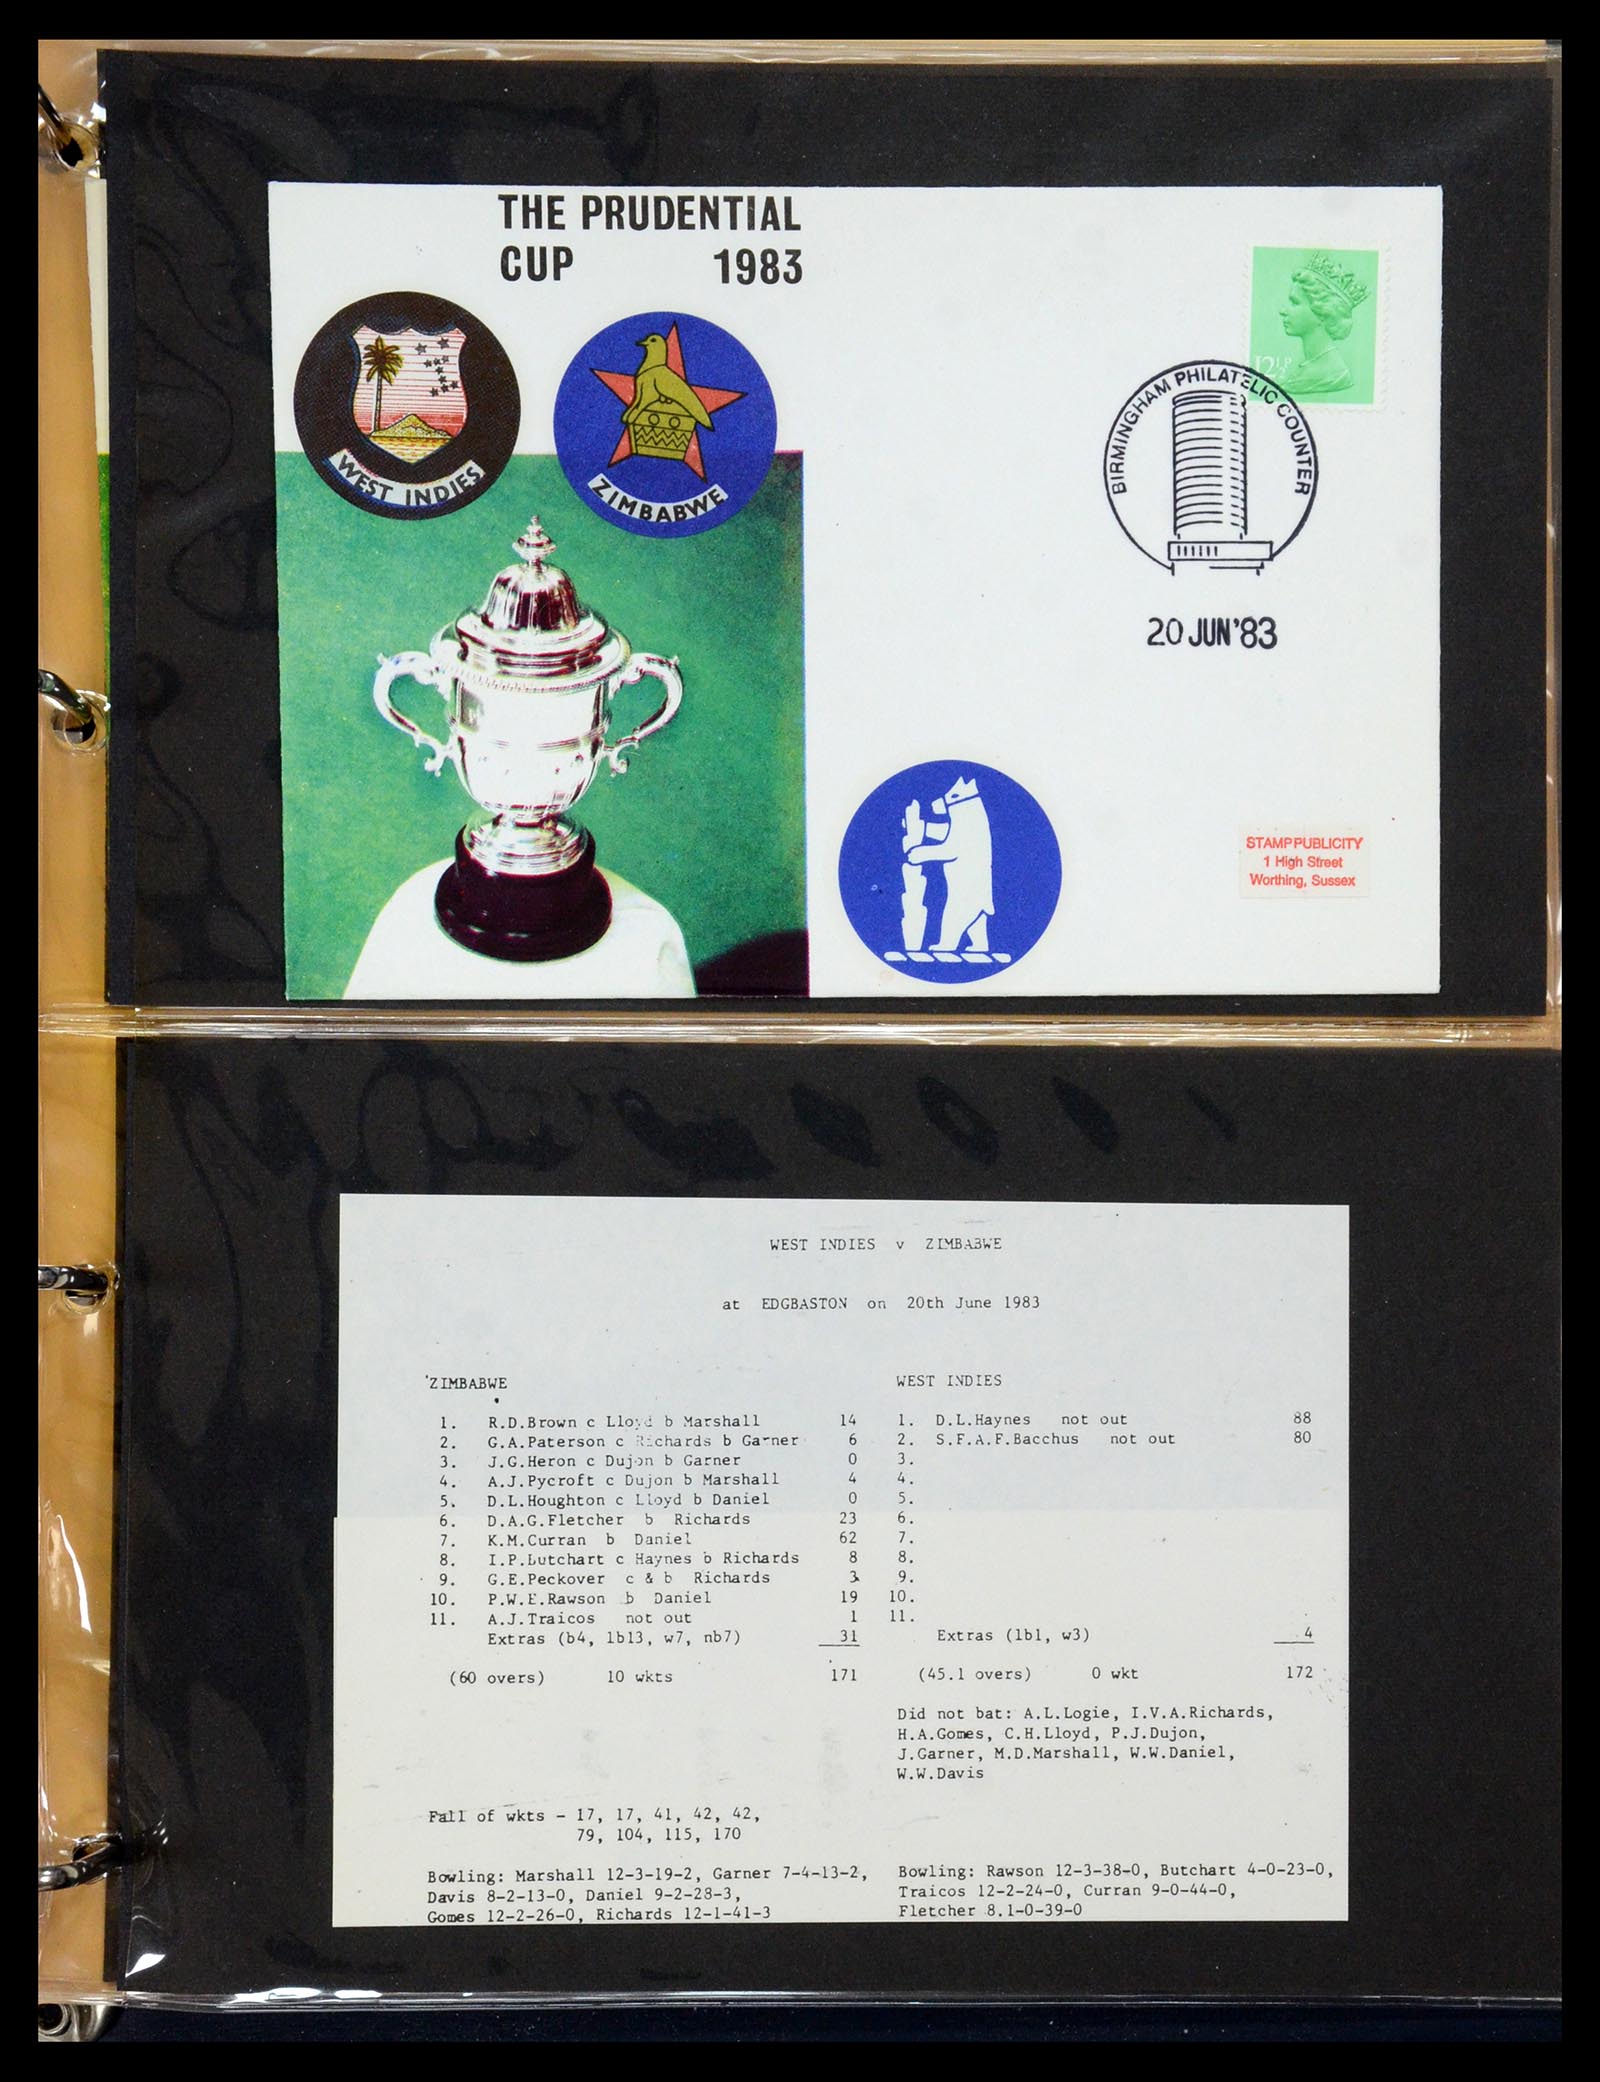 THE PRUDENTIAL
CUP 1983
WEST INDIES
ZIMBABWE
12½P
BIRMINGHAM PHILATELIC COUNTER
20 JUN '83
STAMP PUBLICITY
1 High Street
Worthing, Sussex
WEST INDIES v ZIMBABWE
at EDGBASTON on 20th June 1983
ZIMBABWE
1. R.D.Brown c Lloyd b Marshall 14
2. G.A.Paterson c Richards b Garner 6
3. J.G.Heron c Dujon b Garner 0
4. A.J.Pycroft c Dujon b Marshall 4
5. D.L.Houghton c Lloyd b Daniel 0
6. D.A.G.Fletcher b Richards 23
7. K.M.Curran b Daniel 62
8. I.P.Butchart c Haynes b Richards 8
9. G.E.Peckover c & b Richards 3
10. P.W.E.Rawson b Daniel 19
11. A.J.Traicos not out 1
Extras (b4, lb13, w7, nb7) 31
(60 overs) 10 wkts 171
Fall of wkts - 17, 17, 41, 42, 42,
79, 104, 115, 170
Bowling: Marshall 12-3-19-2, Garner 7-4-13-2,
Davis 8-2-13-0, Daniel 9-2-28-3,
Gomes 12-2-26-0, Richards 12-1-41-3
WEST INDIES
1. D.L.Haynes not out 88
2. S.F.A.F.Bacchus not out 80
3.
4.
5.
6.
7.
8.
9.
10.
11.
Extras (lb1, w3) 4
(45.1 overs) 0 wkt 172
Did not bat: A.L.Logie, I.V.A.Richards,
H.A.Gomes, C.H.Lloyd, P.J.Dujon,
J.Garner, M.D.Marshall, W.W.Daniel,
W.W.Davis
Bowling: Rawson 12-3-38-0, Butchart 4-0-23-0,
Traicos 12-2-24-0, Curran 9-0-44-0,
Fletcher 8.1-0-39-0